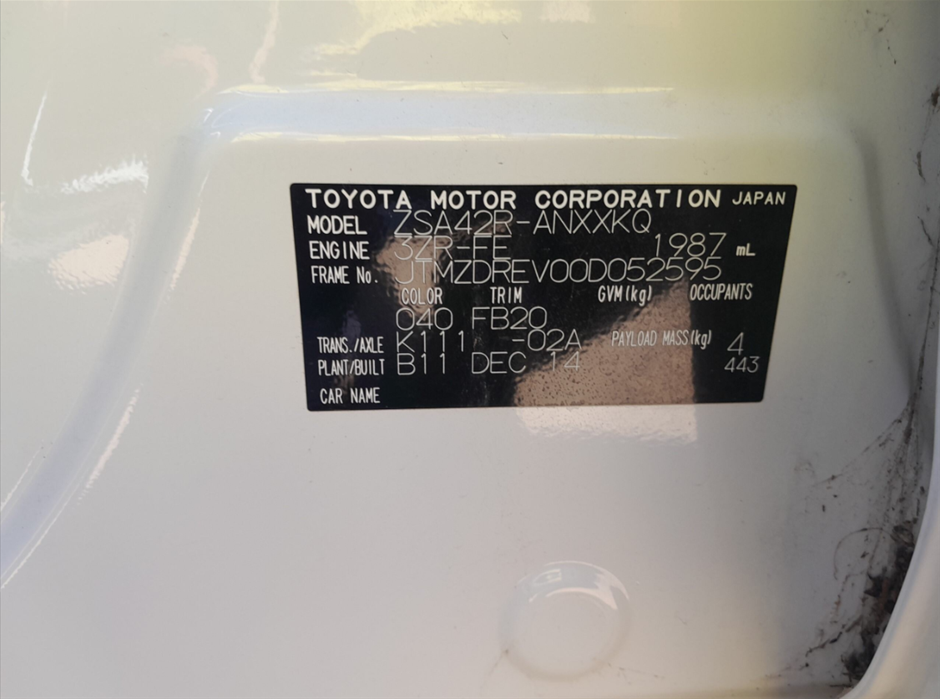 TOYOTA MOTOR CORPORATION JAPAN
MODEL ZSA42R-ANXXKQ
ENGINE 3ZR-FE 1987 mL
FRAME No. JTMZDREV00D052595
COLOR TRIM GVM(kg) OCCUPANTS
040 FB20
TRANS./AXLE K111 -02A PAYLOAD MASS(kg) 4
PLANT/BUILT B11 DEC 14 443
CAR NAME